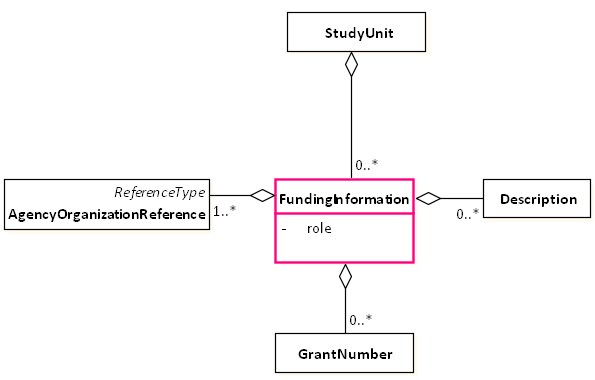 StudyUnit
0..*
ReferenceType
AgencyOrganizationReference
1..*
FundingInformation
- role
Description
0..*
0..*
GrantNumber